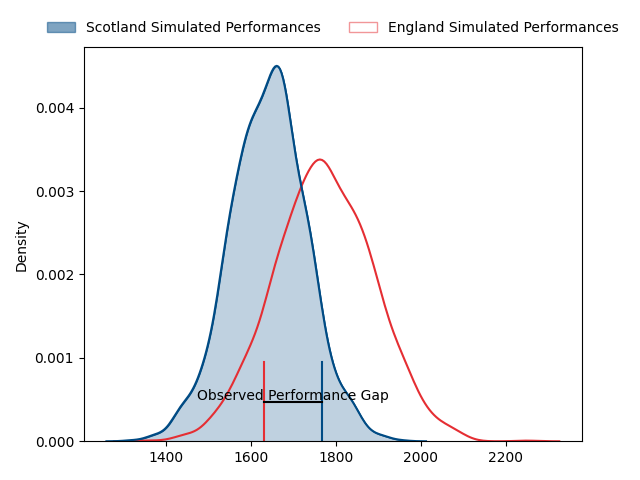 Scotland Simulated Performances England Simulated Performances
0.004
0.003
0.002
0.001
0.000
Density
Observed Performance Gap
1400 1600 1800 2000 2200